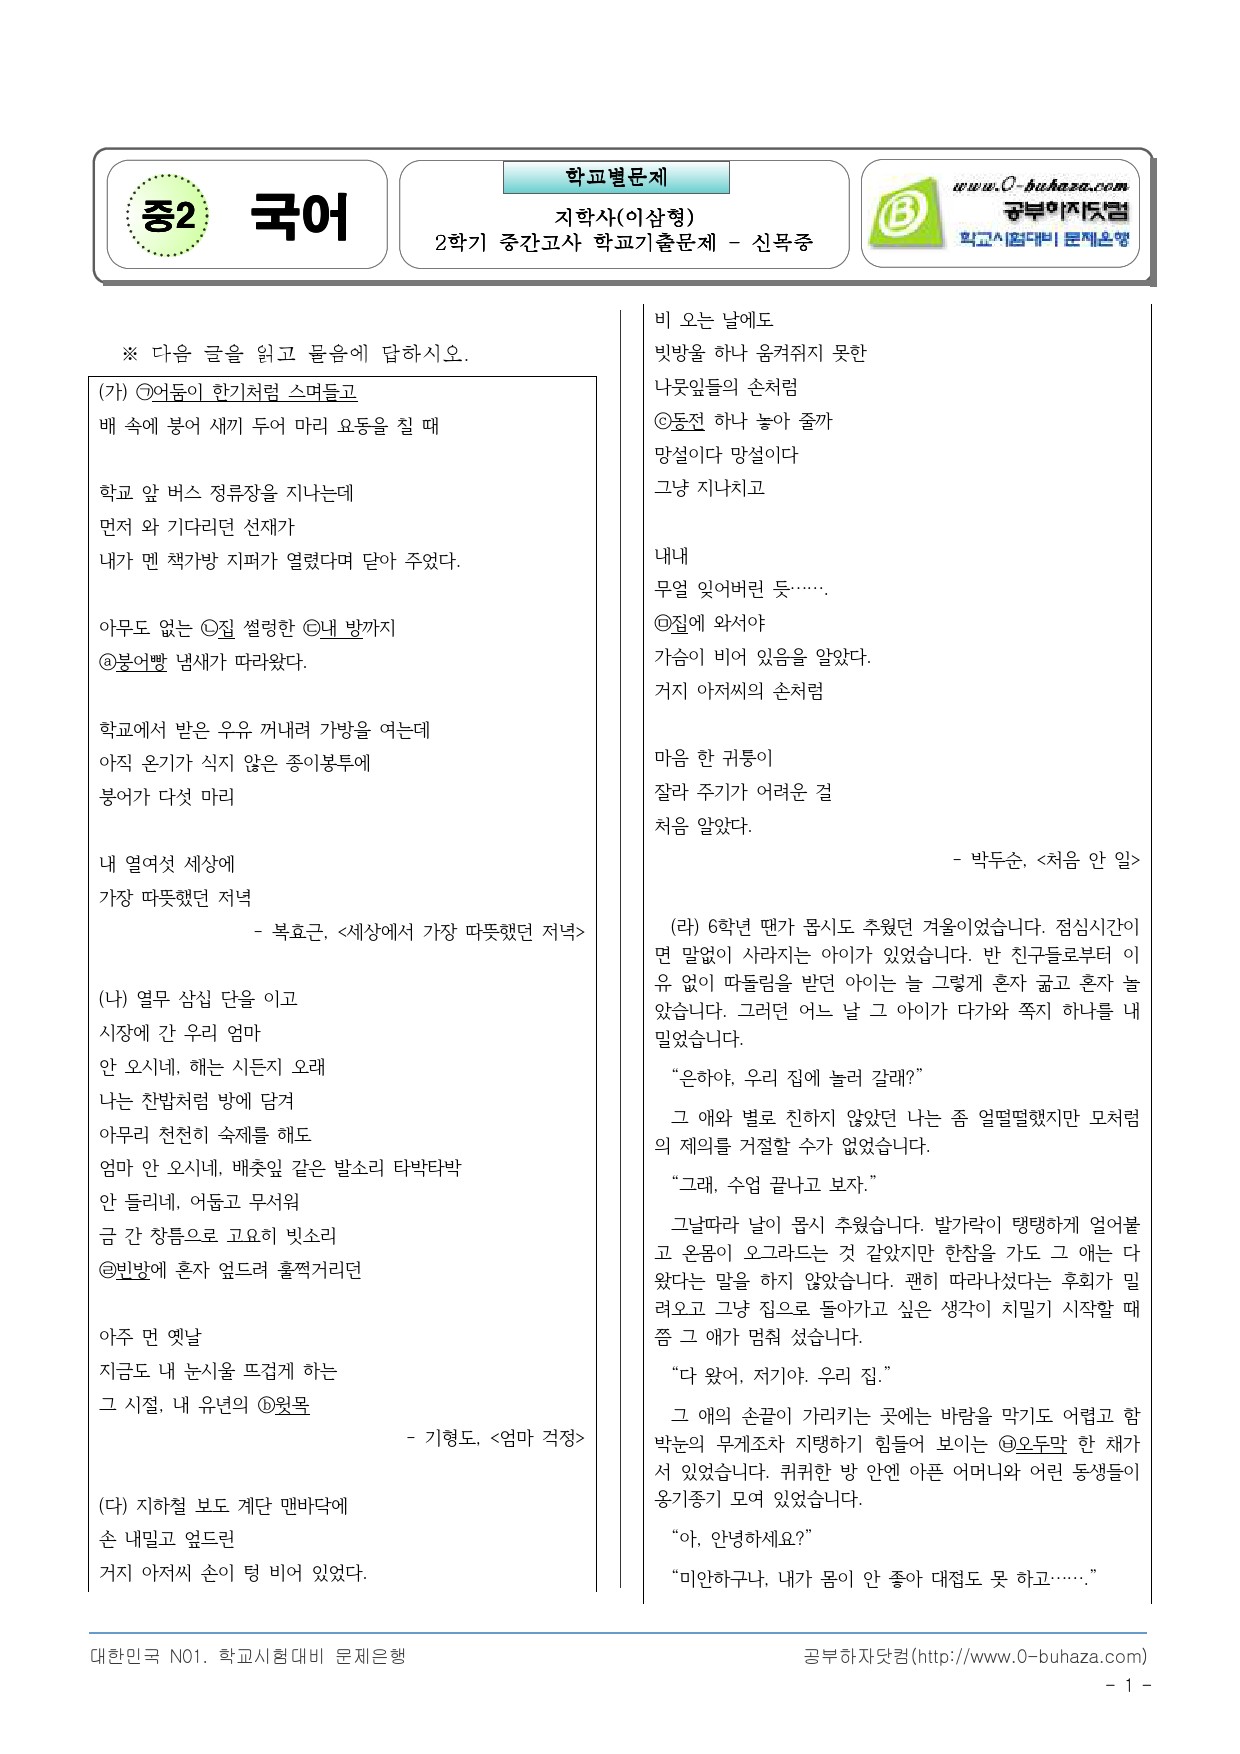 중2
국어
학교별문제
지학사(이삼형)
2학기 중간고사 학교기출문제 - 신목중
www.0-buhaza.com
공부하자닷컴
학교시험대비 문제은행
※ 다음 글을 읽고 물음에 답하시오.
(가) ㉠어둠이 한기처럼 스며들고
배 속에 붕어 새끼 두어 마리 요동을 칠 때
학교 앞 버스 정류장을 지나는데
먼저 와 기다리던 선재가
내가 멘 책가방 지퍼가 열렸다며 닫아 주었다.
아무도 없는 ㉡집 썰렁한 ㉢내 방까지
ⓐ붕어빵 냄새가 따라왔다.
학교에서 받은 우유 꺼내려 가방을 여는데
아직 온기가 식지 않은 종이봉투에
붕어가 다섯 마리
내 열여섯 세상에
가장 따뜻했던 저녁
- 복효근, <세상에서 가장 따뜻했던 저녁>
(나) 열무 삼십 단을 이고
시장에 간 우리 엄마
안 오시네, 해는 시든지 오래
나는 찬밥처럼 방에 담겨
아무리 천천히 숙제를 해도
엄마 안 오시네, 배춧잎 같은 발소리 타박타박
안 들리네, 어둡고 무서워
금 간 창틈으로 고요히 빗소리
㉣빈방에 혼자 엎드려 훌쩍거리던
아주 먼 옛날
지금도 내 눈시울 뜨겁게 하는
그 시절, 내 유년의 ⓑ윗목
- 기형도, <엄마 걱정>
(다) 지하철 보도 계단 맨바닥에
손 내밀고 엎드린
거지 아저씨 손이 텅 비어 있었다.
비 오는 날에도
빗방울 하나 움켜쥐지 못한
나뭇잎들의 손처럼
ⓒ동전 하나 놓아 줄까
망설이다 망설이다
그냥 지나치고
내내
무얼 잊어버린 듯…….
㉤집에 와서야
가슴이 비어 있음을 알았다.
거지 아저씨의 손처럼
마음 한 귀퉁이
잘라 주기가 어려운 걸
처음 알았다.
- 박두순, <처음 안 일>
(라) 6학년 땐가 몹시도 추웠던 겨울이었습니다. 점심시간이
면 말없이 사라지는 아이가 있었습니다. 반 친구들로부터 이
유 없이 따돌림을 받던 아이는 늘 그렇게 혼자 굶고 혼자 놀
았습니다. 그러던 어느 날 그 아이가 다가와 쪽지 하나를 내
밀었습니다.
“은하야, 우리 집에 놀러 갈래?”
그 애와 별로 친하지 않았던 나는 좀 얼떨떨했지만 모처럼
의 제의를 거절할 수가 없었습니다.
“그래, 수업 끝나고 보자.”
그날따라 날이 몹시 추웠습니다. 발가락이 탱탱하게 얼어붙
고 온몸이 오그라드는 것 같았지만 한참을 가도 그 애는 다
왔다는 말을 하지 않았습니다. 괜히 따라나섰다는 후회가 밀
려오고 그냥 집으로 돌아가고 싶은 생각이 치밀기 시작할 때
쯤 그 애가 멈춰 섰습니다.
“다 왔어, 저기야. 우리 집.”
그 애의 손끝이 가리키는 곳에는 바람을 막기도 어렵고 함
박눈의 무게조차 지탱하기 힘들어 보이는 ㉥오두막 한 채가
서 있었습니다. 퀴퀴한 방 안엔 아픈 어머니와 어린 동생들이
옹기종기 모여 있었습니다.
“아, 안녕하세요?”
“미안하구나, 내가 몸이 안 좋아 대접도 못 하고…….”
대한민국 N01. 학교시험대비 문제은행
공부하자닷컴(http://www.0-buhaza.com)
- 1 -